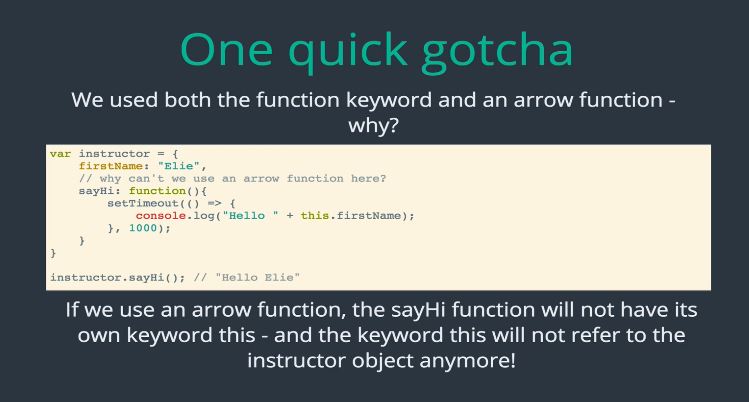 One quick gotcha
We used both the function keyword and an arrow function -
why?
var instructor = {
    firstName: "Elie",
    // why can't we use an arrow function here?
    sayHi: function(){
        setTimeout(() => {
            console.log("Hello " + this.firstName);
        }, 1000);
    }
}

instructor.sayHi(); // "Hello Elie"
If we use an arrow function, the sayHi function will not have its
own keyword this - and the keyword this will not refer to the
instructor object anymore!